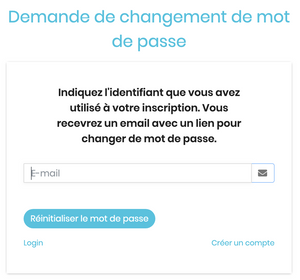 Demande de changement de mot
de passe
Indiquez l'identifiant que vous avez
utilisé à votre inscription. Vous
recevrez un email avec un lien pour
changer de mot de passe.
E-mail
Réinitialiser le mot de passe
Login
Créer un compte